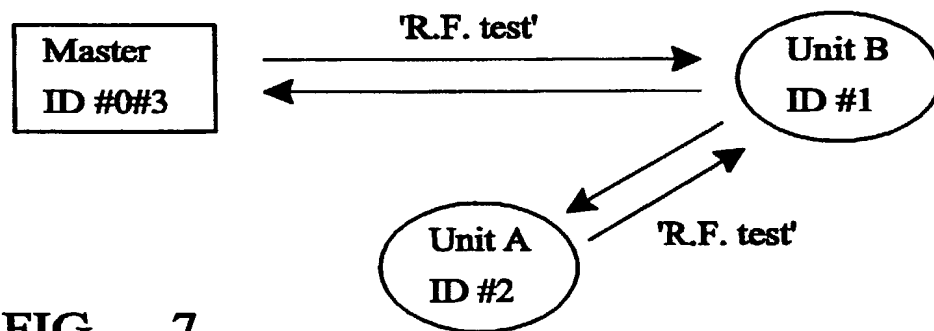 'R.F. test'
Master
ID #0#3
Unit B
ID #1
Unit A
ID #2
'R.F. test'
FIG. 7